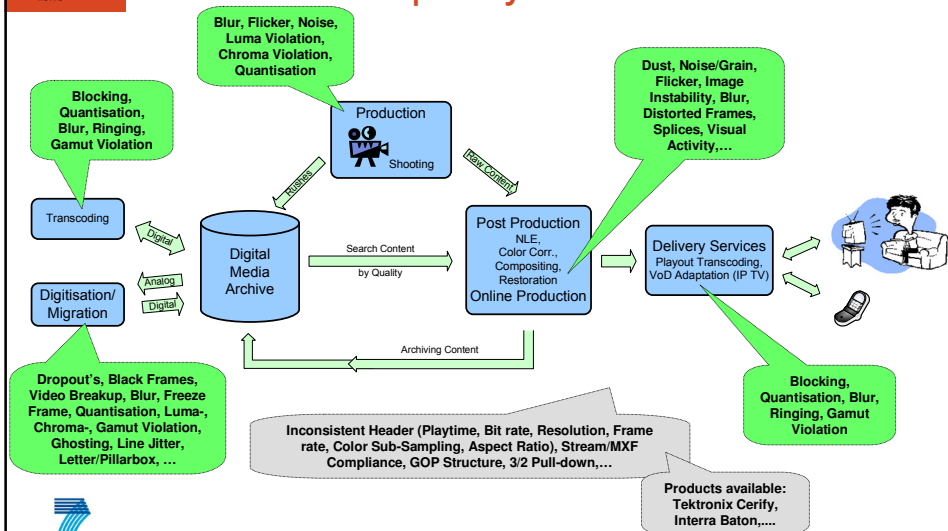 Blur, Flicker, Noise,
Luma Violation,
Chroma Violation,
Quantisation
Dust, Noise/Grain,
Flicker, Image
Instability, Blur,
Distorted Frames,
Splices, Visual
Activity,…
Blocking,
Quantisation,
Blur, Ringing,
Gamut Violation
Production
Shooting
Rushes
Raw Content
Transcoding
Digital
Digital
Media
Archive
Search Content
by Quality
Post Production
NLE,
Color Corr.,
Compositing,
Restoration
Online Production
Delivery Services
Playout Transcoding,
VoD Adaptation (IP TV)
Digitisation/
Migration
Analog
Digital
Archiving Content
Dropout's, Black Frames,
Video Breakup, Blur, Freeze
Frame, Quantisation, Luma-,
Chroma-, Gamut Violation,
Ghosting, Line Jitter,
Letter/Pillarbox, …
Inconsistent Header (Playtime, Bit rate, Resolution, Frame
rate, Color Sub-Sampling, Aspect Ratio), Stream/MXF
Compliance, GOP Structure, 3/2 Pull-down,…
Blocking,
Quantisation, Blur,
Ringing, Gamut
Violation
Products available:
Tektronix Cerify,
Interra Baton,....